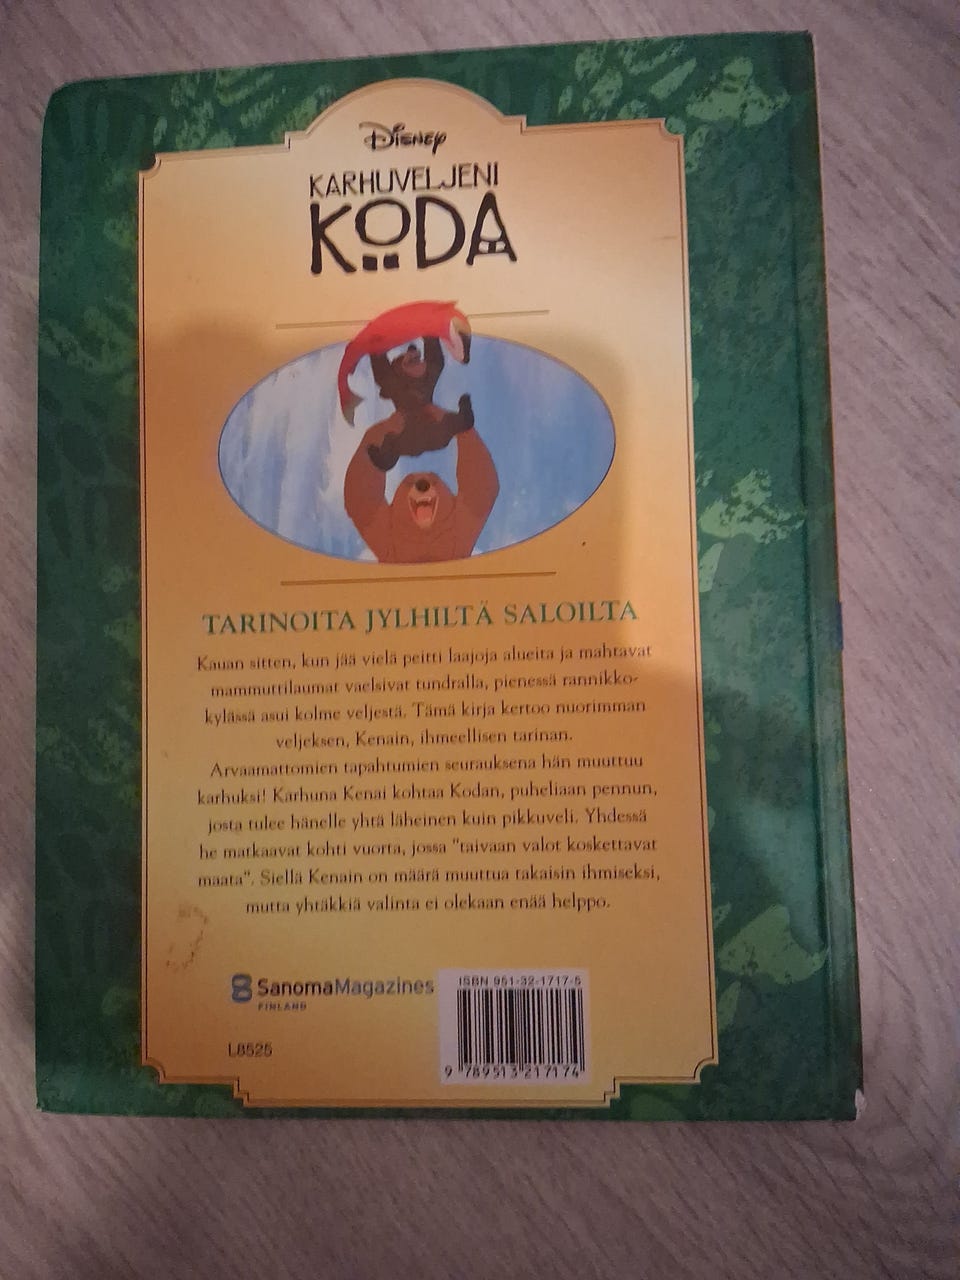 Disney
KARHUVELJENI
KODA
TARINOITA JYLHILTÄ SALOILTA
Kauan sitten, kun jää vielä peitti laajoja alueita ja mahtavat
mammuttilaumat vaelsivat tundralla, pienessä rannikko-
kylässä asui kolme veljestä. Tämä kirja kertoo nuorimman
veljeksen, Kenain, ihmeellisen tarinan.
Arvaamattomien tapahtumien seurauksena hän muuttuu
karhuksi! Karhuna Kenai kohtaa Kodan, puheliaan pennun,
josta tulee hänelle yhtä läheinen kuin pikkuveli. Yhdessä
he matkaavat kohti vuorta, jossa "taivaan valot koskettavat
maata". Siellä Kenain on määrä muuttua takaisin ihmiseksi,
mutta yhtäkkiä valinta ei olekaan enää helppo.
SanomaMagazines
FINLAND
L8525
ISBN 951-32-1717-5
9 789513 217174